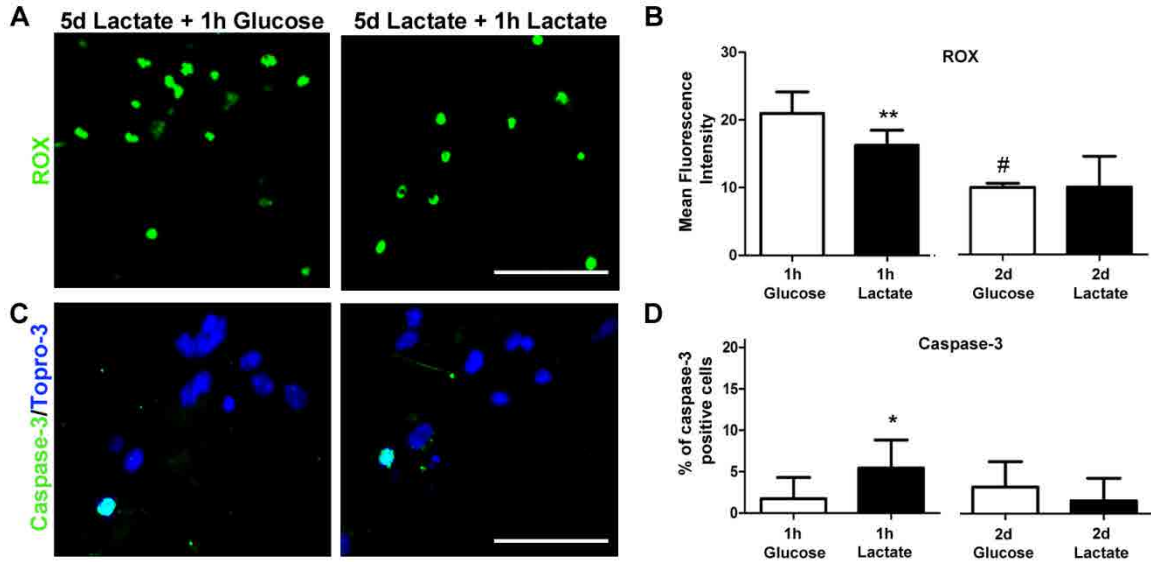 A
5d Lactate + 1h Glucose
5d Lactate + 1h Lactate
ROX
B
ROX
Mean Fluorescence
Intensity
30
20
10
0
**
#
1h
Glucose
1h
Lactate
2d
Glucose
2d
Lactate
C
Caspase-3/Topro-3
D
Caspase-3
% of caspase-3
positive cells
20
15
10
5
0
*
1h
Glucose
1h
Lactate
2d
Glucose
2d
Lactate